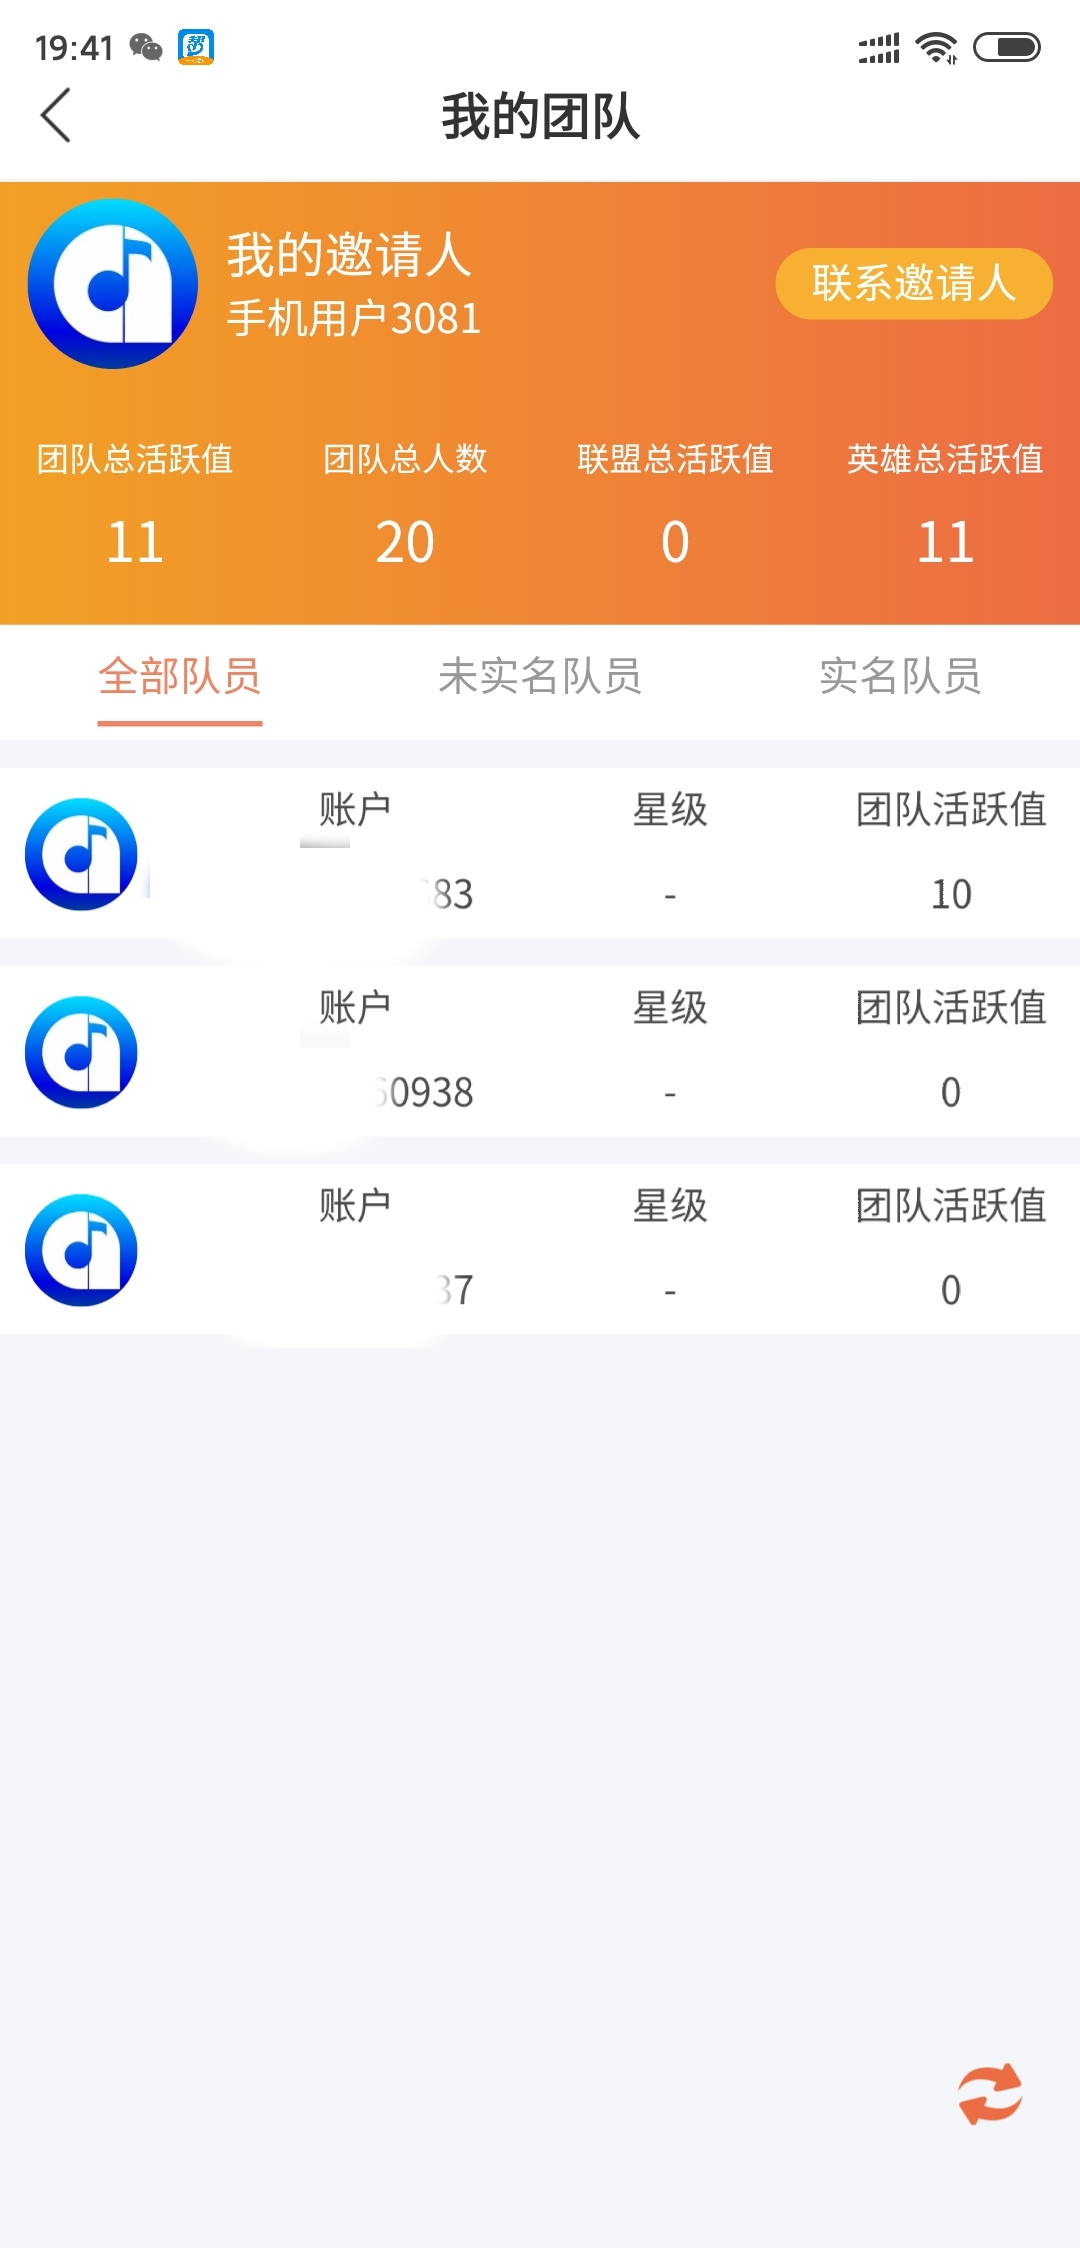 19:41
我的团队
我的邀请人
手机用户3081
联系邀请人
团队总活跃值 团队总人数 联盟总活跃值 英雄总活跃值
11 20 0 11
全部队员 未实名队员 实名队员
账户 星级 团队活跃值
83 - 10
账户 星级 团队活跃值
0938 - 0
账户 星级 团队活跃值
37 - 0